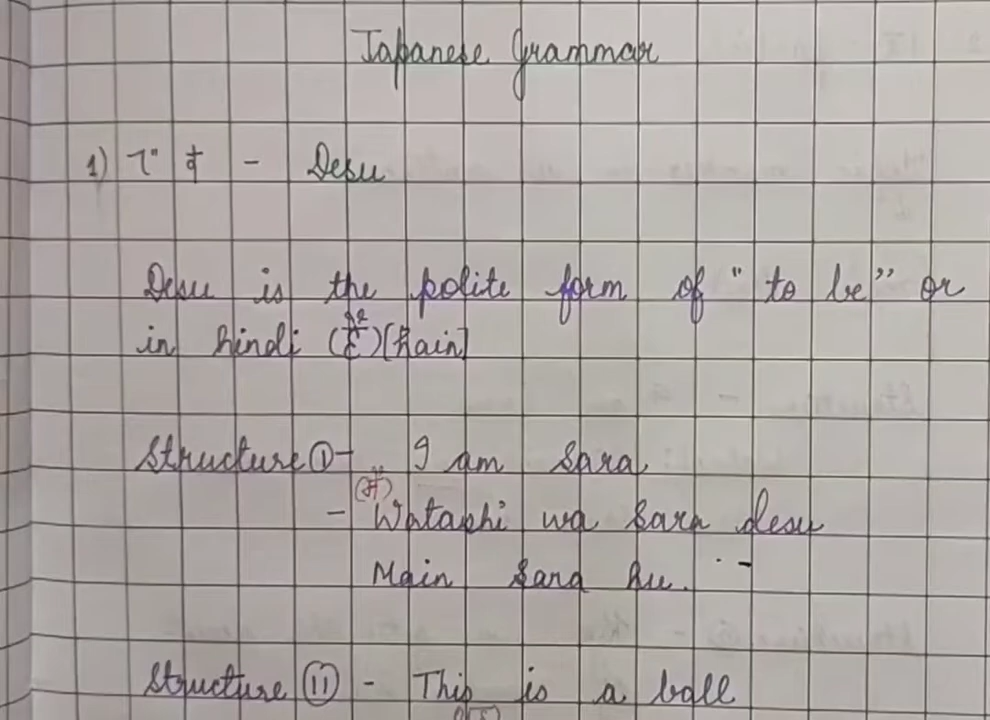 Japanese Grammar
1) です - Desu
Desu is the polite form of "to be" or
in hindi (है) [hain]
Structure ① - I am Sara
(मैं)
- Watashi wa Sara desu
Main Sara hu.
Structure ⑪ - This is a ball